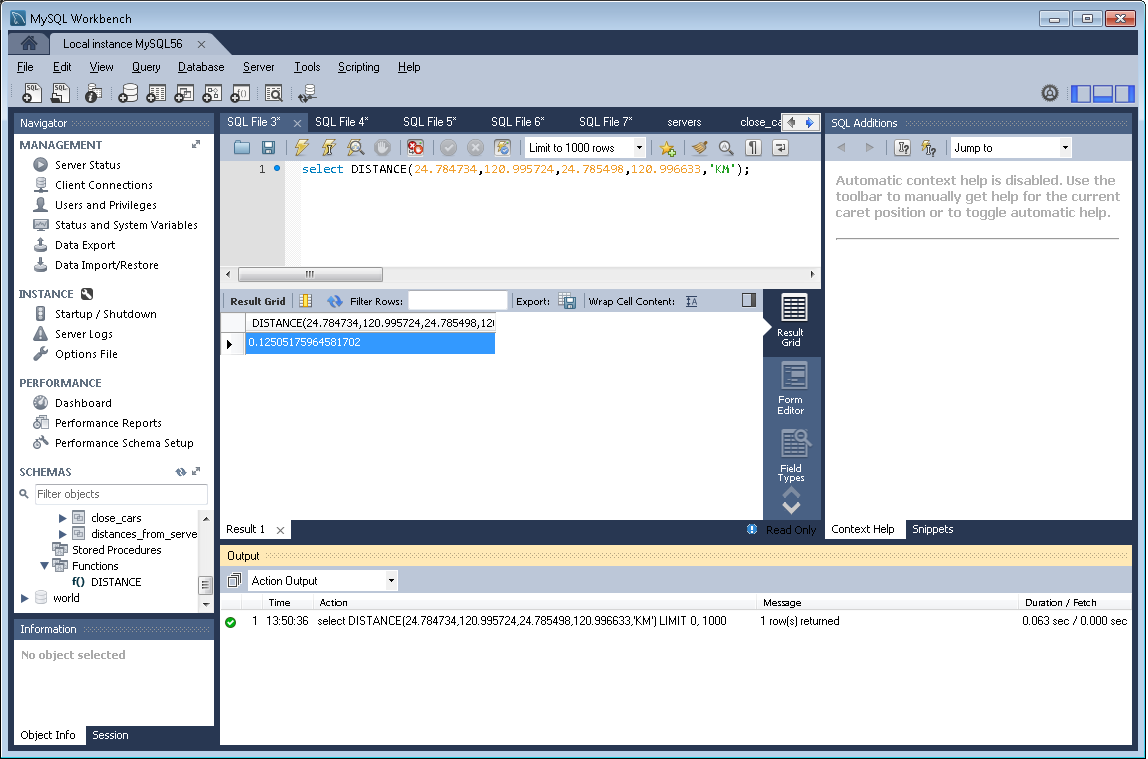 MySQL Workbench
Local instance MySQL56
File Edit View Query Database Server Tools Scripting Help
Navigator
MANAGEMENT
Server Status
Client Connections
Users and Privileges
Status and System Variables
Data Export
Data Import/Restore
INSTANCE
Startup / Shutdown
Server Logs
Options File
PERFORMANCE
Dashboard
Performance Reports
Performance Schema Setup
SCHEMAS
Filter objects
close_cars
distances_from_serve
Stored Procedures
Functions
f() DISTANCE
world
Information
No object selected
Object Info Session
SQL File 3* SQL File 4* SQL File 5* SQL File 6* SQL File 7* servers close_ca
Limit to 1000 rows
1 select DISTANCE(24.784734,120.995724,24.785498,120.996633,'KM');
Result Grid Filter Rows: Export: Wrap Cell Content:
DISTANCE(24.784734,120.995724,24.785498,120
0.12505175964581702
Result Grid
Form Editor
Field Types
Result 1 Read Only
SQL Additions
Jump to
Automatic context help is disabled. Use the
toolbar to manually get help for the current
caret position or to toggle automatic help.
Context Help Snippets
Output
Action Output
Time Action Message Duration / Fetch
1 13:50:36 select DISTANCE(24.784734,120.995724,24.785498,120.996633,'KM') LIMIT 0, 1000 1 row(s) returned 0.063 sec / 0.000 sec